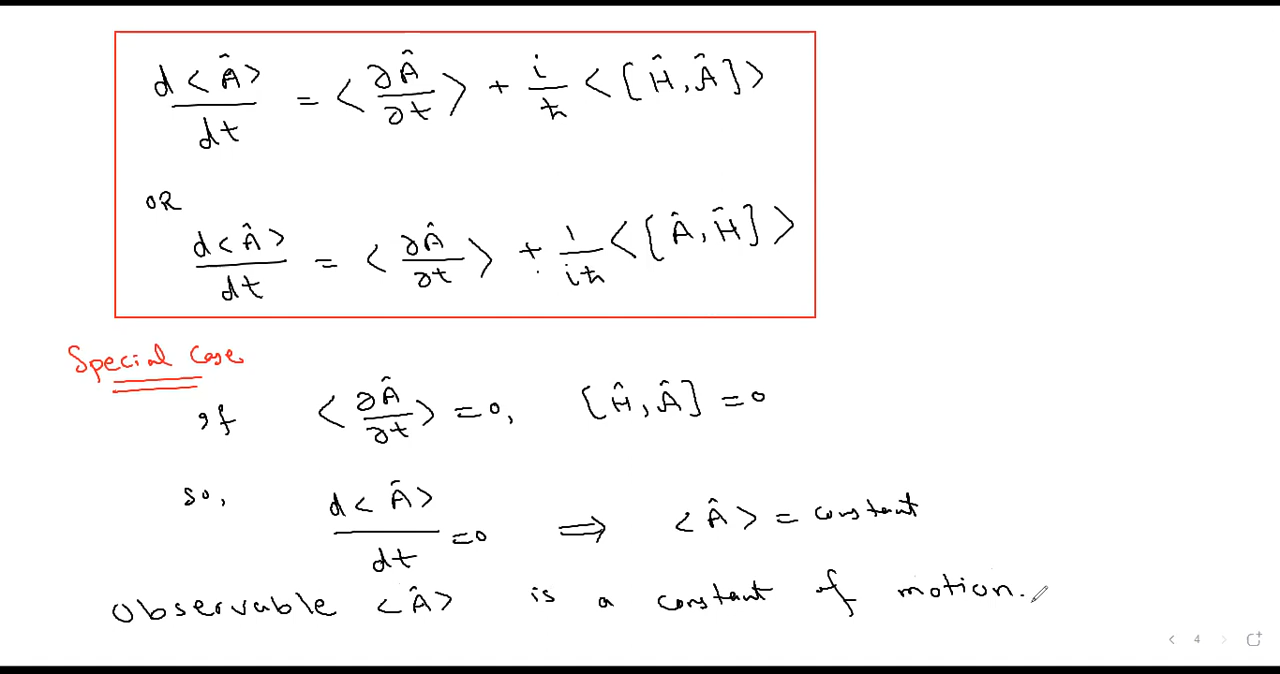 d<Â>/dt = <∂Â/∂t> + i/ħ <[Ĥ, Â]>
OR
d<Â>/dt = <∂Â/∂t> + 1/iħ <[Â, Ĥ]>
Special Case
if <∂Â/∂t> = 0, [Ĥ, Â] = 0
so, d<Â>/dt = 0 ⟹ <Â> = constant
Observable <Â> is a constant of motion.
< 4 >